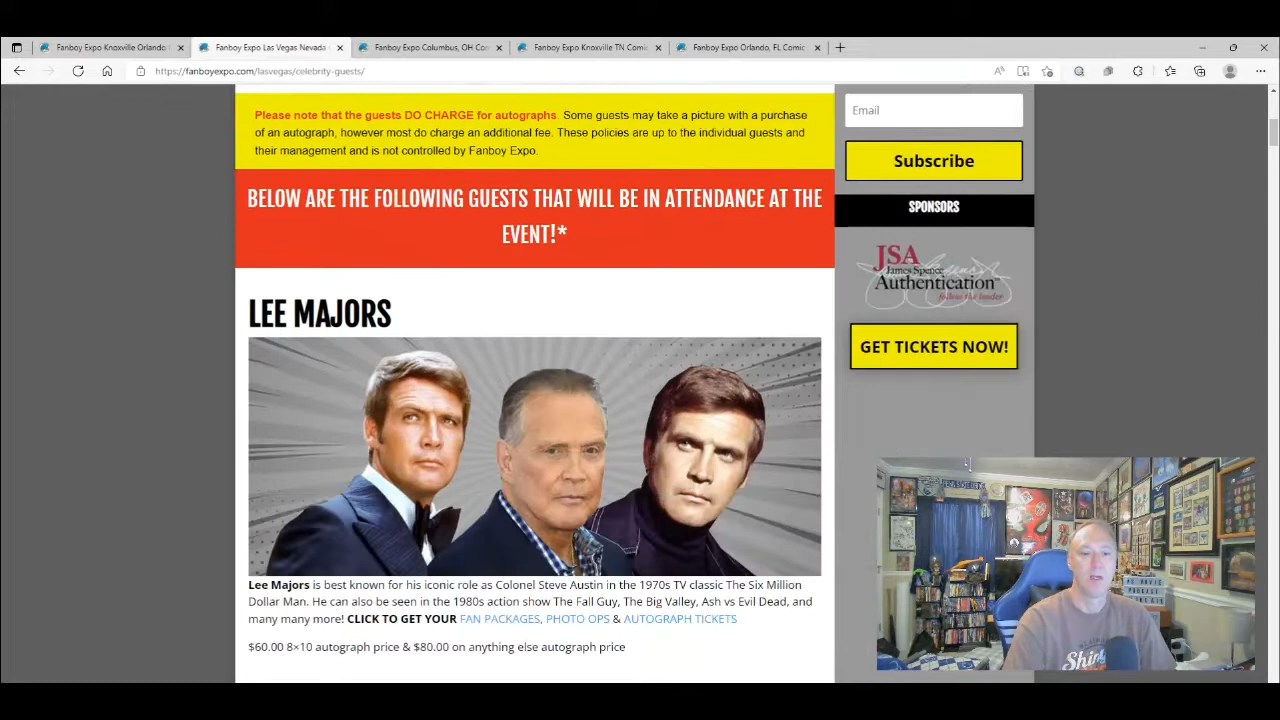 Fanboy Expo Knoxville Orlando
Fanboy Expo Las Vegas Nevada
Fanboy Expo Columbus, OH Con
Fanboy Expo Knoxville TN Comic
Fanboy Expo Orlando, FL Comic
https://fanboyexpo.com/lasvegas/celebrity-guests/
Please note that the guests DO CHARGE for autographs. Some guests may take a picture with a purchase
of an autograph, however most do charge an additional fee. These policies are up to the individual guests and
their management and is not controlled by Fanboy Expo.
BELOW ARE THE FOLLOWING GUESTS THAT WILL BE IN ATTENDANCE AT THE
EVENT!*
LEE MAJORS
Lee Majors is best known for his iconic role as Colonel Steve Austin in the 1970s TV classic The Six Million
Dollar Man. He can also be seen in the 1980s action show The Fall Guy, The Big Valley, Ash vs Evil Dead, and
many many more! CLICK TO GET YOUR FAN PACKAGES, PHOTO OPS & AUTOGRAPH TICKETS
$60.00 8×10 autograph price & $80.00 on anything else autograph price
Email
Subscribe
SPONSORS
JSA
James Spence
Authentication
follow the leader
GET TICKETS NOW!